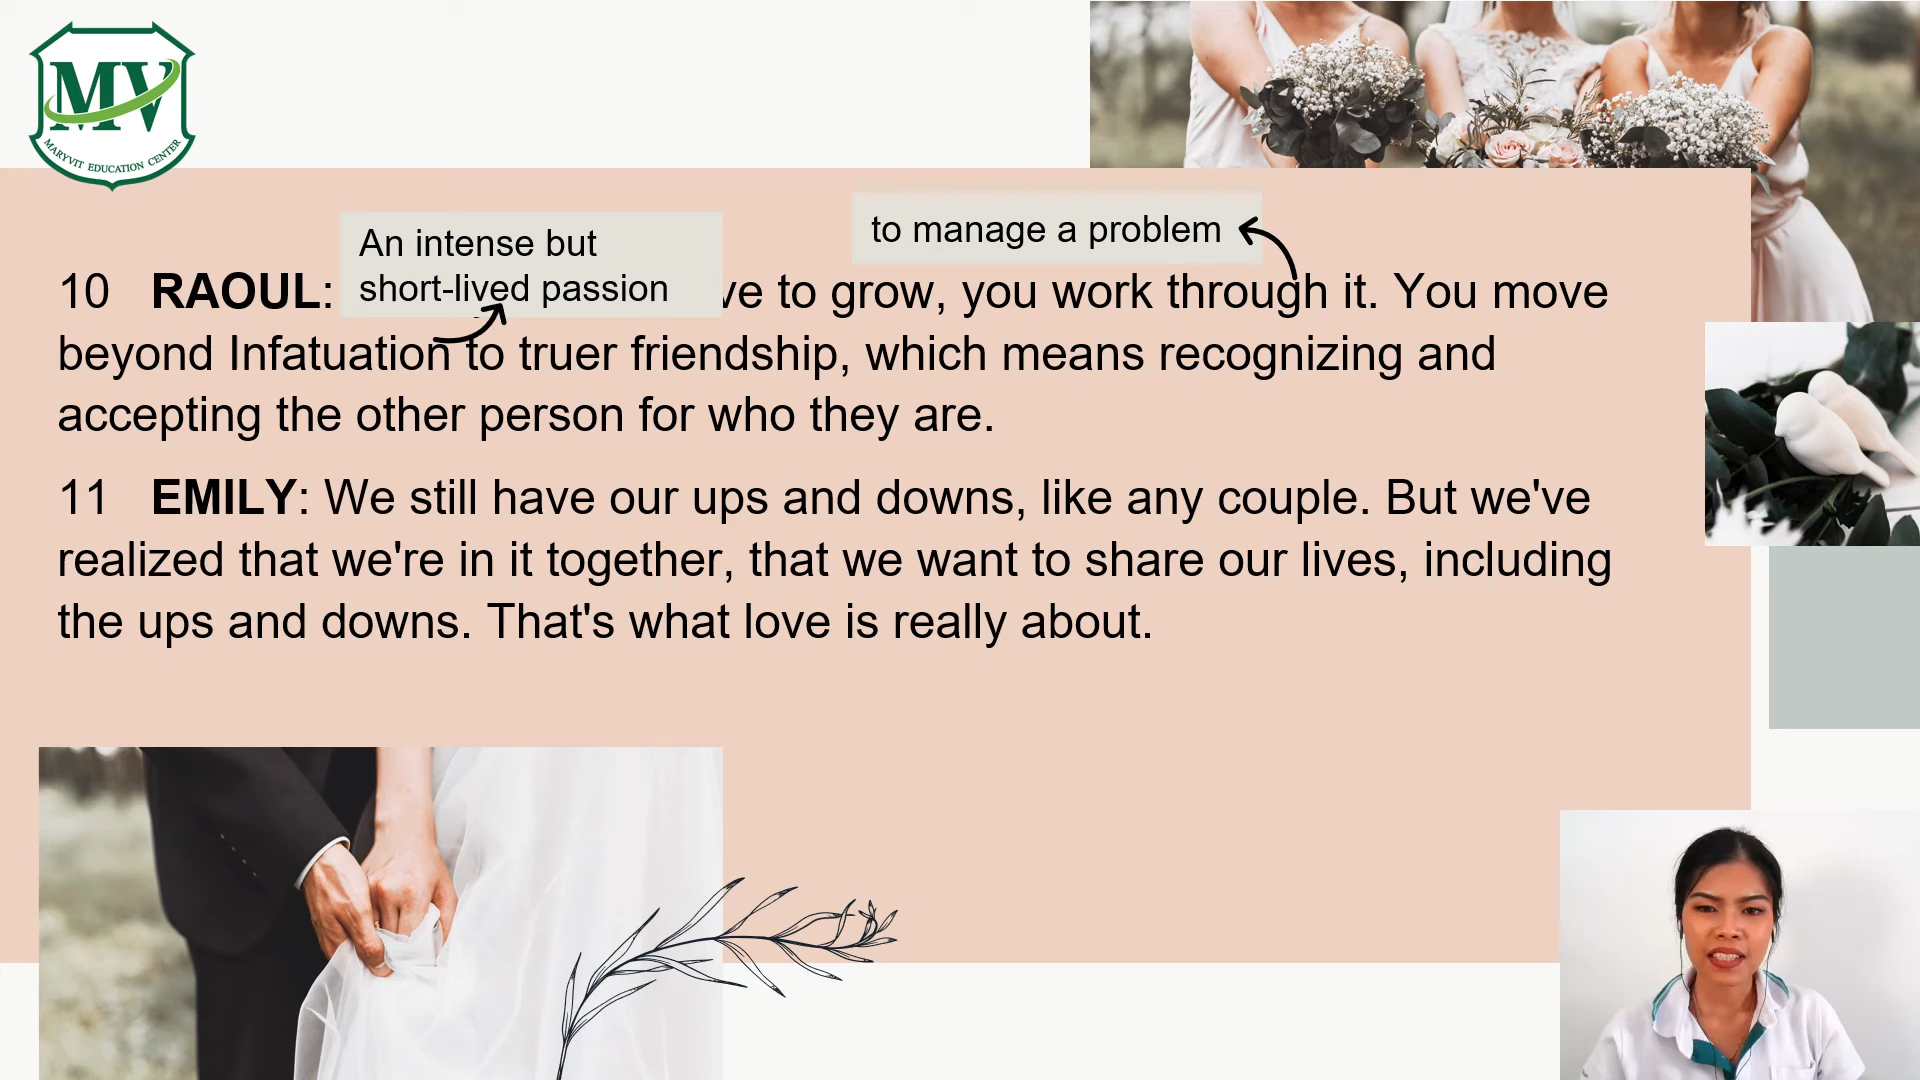 MV
MARYVIT EDUCATION CENTER
An intense but
short-lived passion
to manage a problem
10 RAOUL: ve to grow, you work through it. You move
beyond Infatuation to truer friendship, which means recognizing and
accepting the other person for who they are.
11 EMILY: We still have our ups and downs, like any couple. But we've
realized that we're in it together, that we want to share our lives, including
the ups and downs. That's what love is really about.